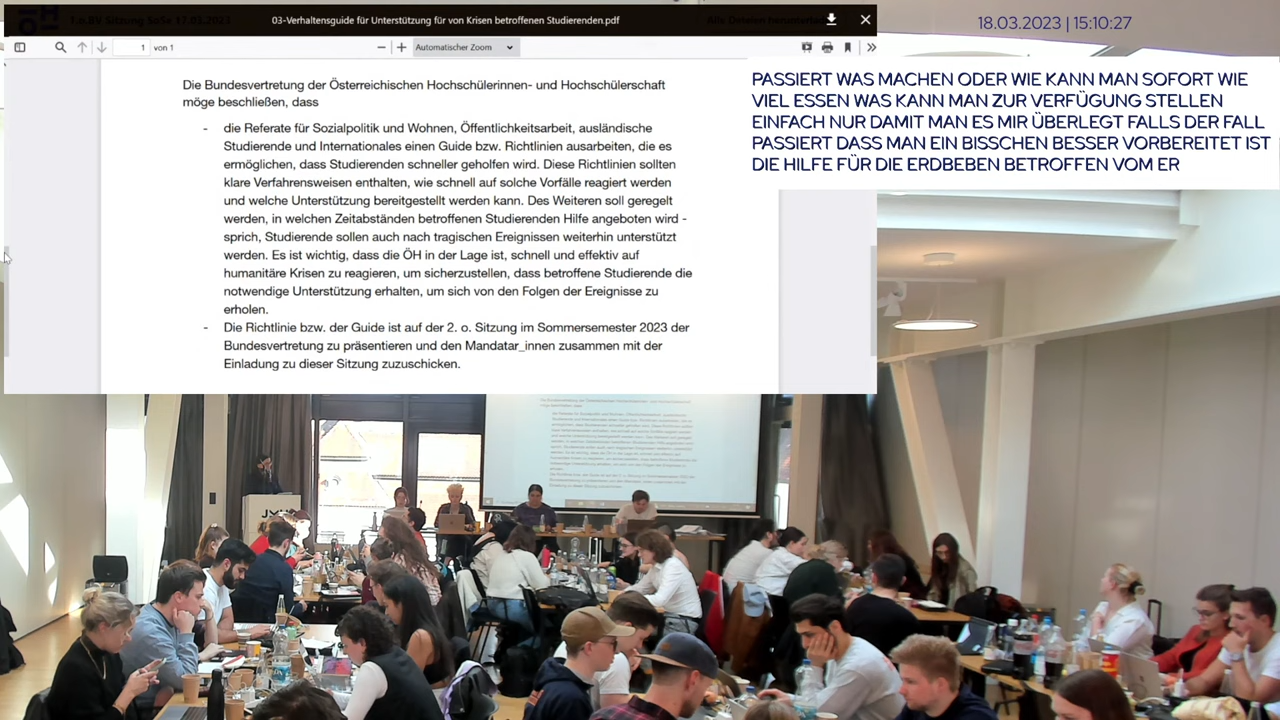 1.o.BN Sitzung SoSe 17.03.2023
03-Verhaltensguide für Unterstützung für von Krisen betroffenen Studierenden.pdf
18.03.2023 | 15:10:27
1 von 1
Automatischer Zoom
Die Bundesvertretung der Österreichischen Hochschülerinnen- und Hochschülerschaft
möge beschließen, dass
- die Referate für Sozialpolitik und Wohnen, Öffentlichkeitsarbeit, ausländische
Studierende und Internationales einen Guide bzw. Richtlinien ausarbeiten, die es
ermöglichen, dass Studierenden schneller geholfen wird. Diese Richtlinien sollten
klare Verfahrensweisen enthalten, wie schnell auf solche Vorfälle reagiert werden
und welche Unterstützung bereitgestellt werden kann. Des Weiteren soll geregelt
werden, in welchen Zeitabständen betroffenen Studierenden Hilfe angeboten wird -
sprich, Studierende sollen auch nach tragischen Ereignissen weiterhin unterstützt
werden. Es ist wichtig, dass die ÖH in der Lage ist, schnell und effektiv auf
humanitäre Krisen zu reagieren, um sicherzustellen, dass betroffene Studierende die
notwendige Unterstützung erhalten, um sich von den Folgen der Ereignisse zu
erholen.
- Die Richtlinie bzw. der Guide ist auf der 2. o. Sitzung im Sommersemester 2023 der
Bundesvertretung zu präsentieren und den Mandatar_innen zusammen mit der
Einladung zu dieser Sitzung zuzuschicken.
PASSIERT WAS MACHEN ODER WIE KANN MAN SOFORT WIE
VIEL ESSEN WAS KANN MAN ZUR VERFÜGUNG STELLEN
EINFACH NUR DAMIT MAN ES MIR ÜBERLEGT FALLS DER FALL
PASSIERT DASS MAN EIN BISSCHEN BESSER VORBEREITET IST
DIE HILFE FÜR DIE ERDBEBEN BETROFFEN VOM ER